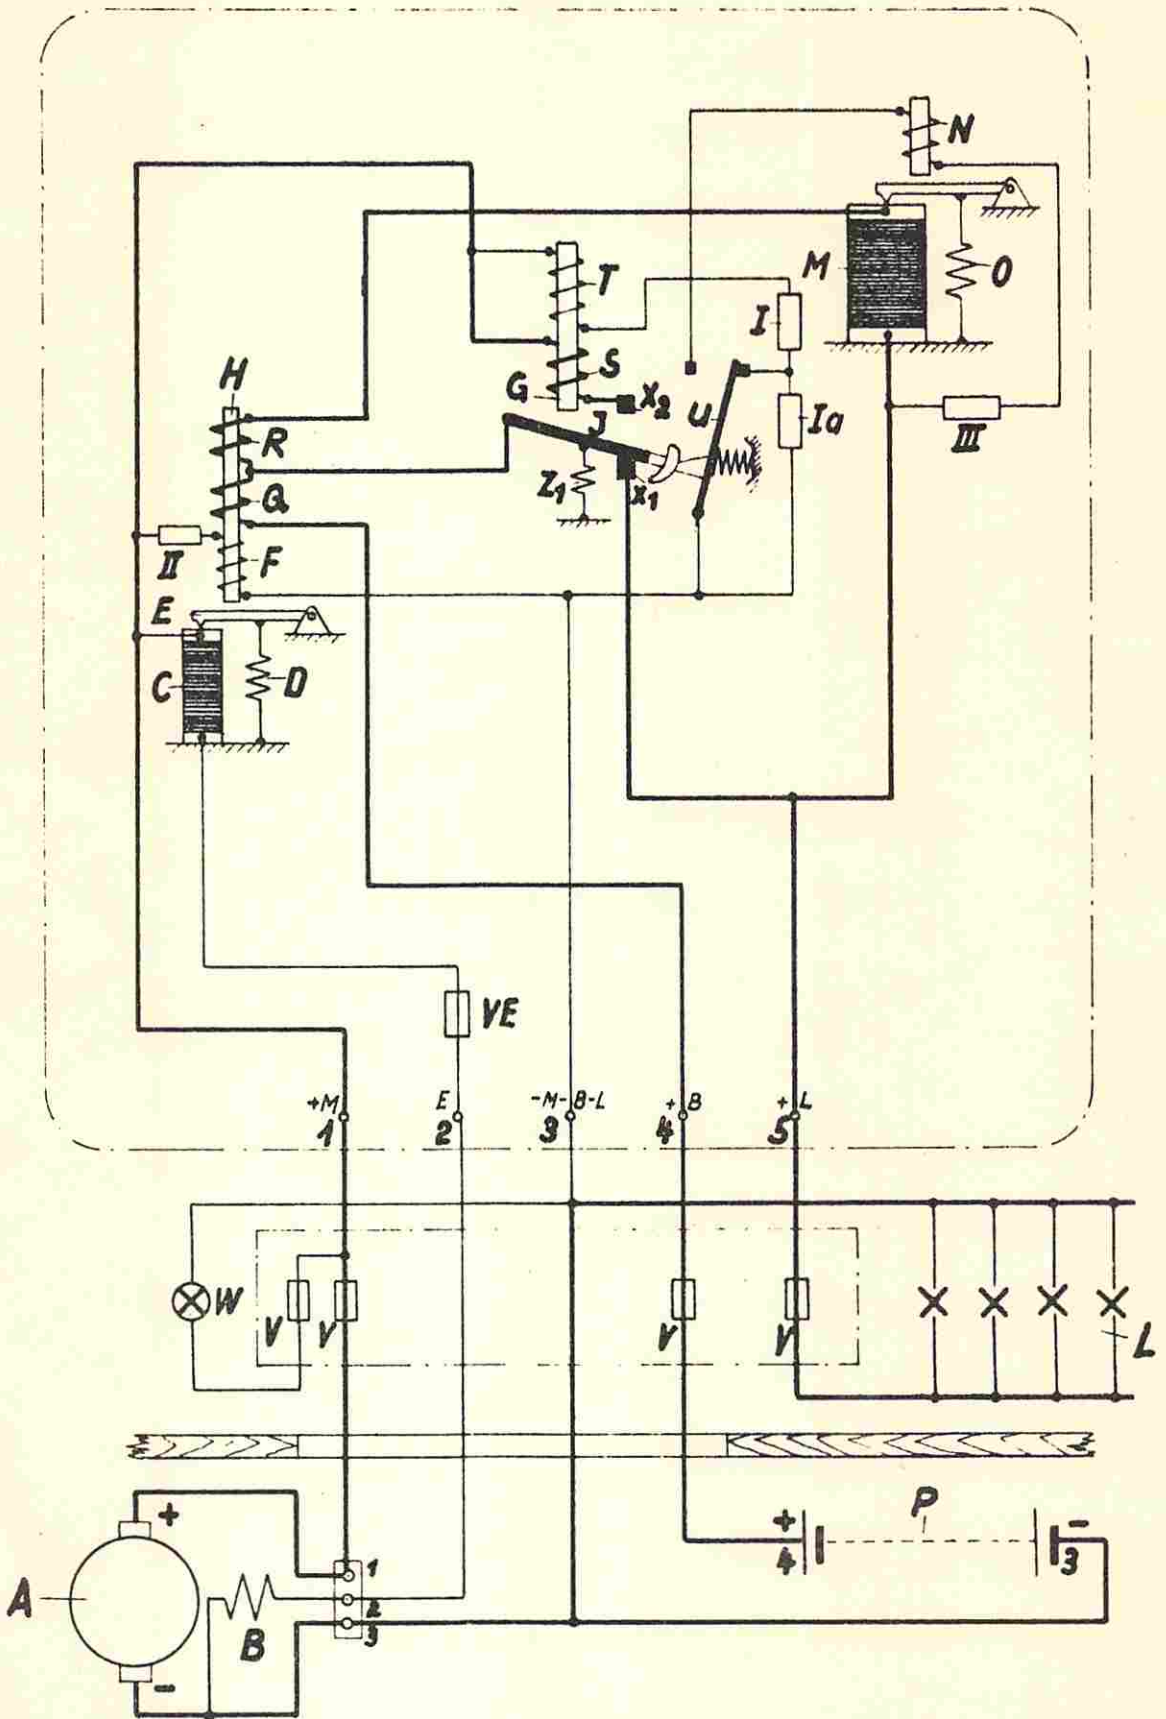 N
M
O
T
I
H
G
S
X2
U
Ia
III
R
J
Q
Z1
X1
II
F
E
C
D
VE
+M
E
-M-B-L
+B
+L
1
2
3
4
5
W
V
V
V
V
L
+
P
+
-
4
3
A
B
1
2
3
-